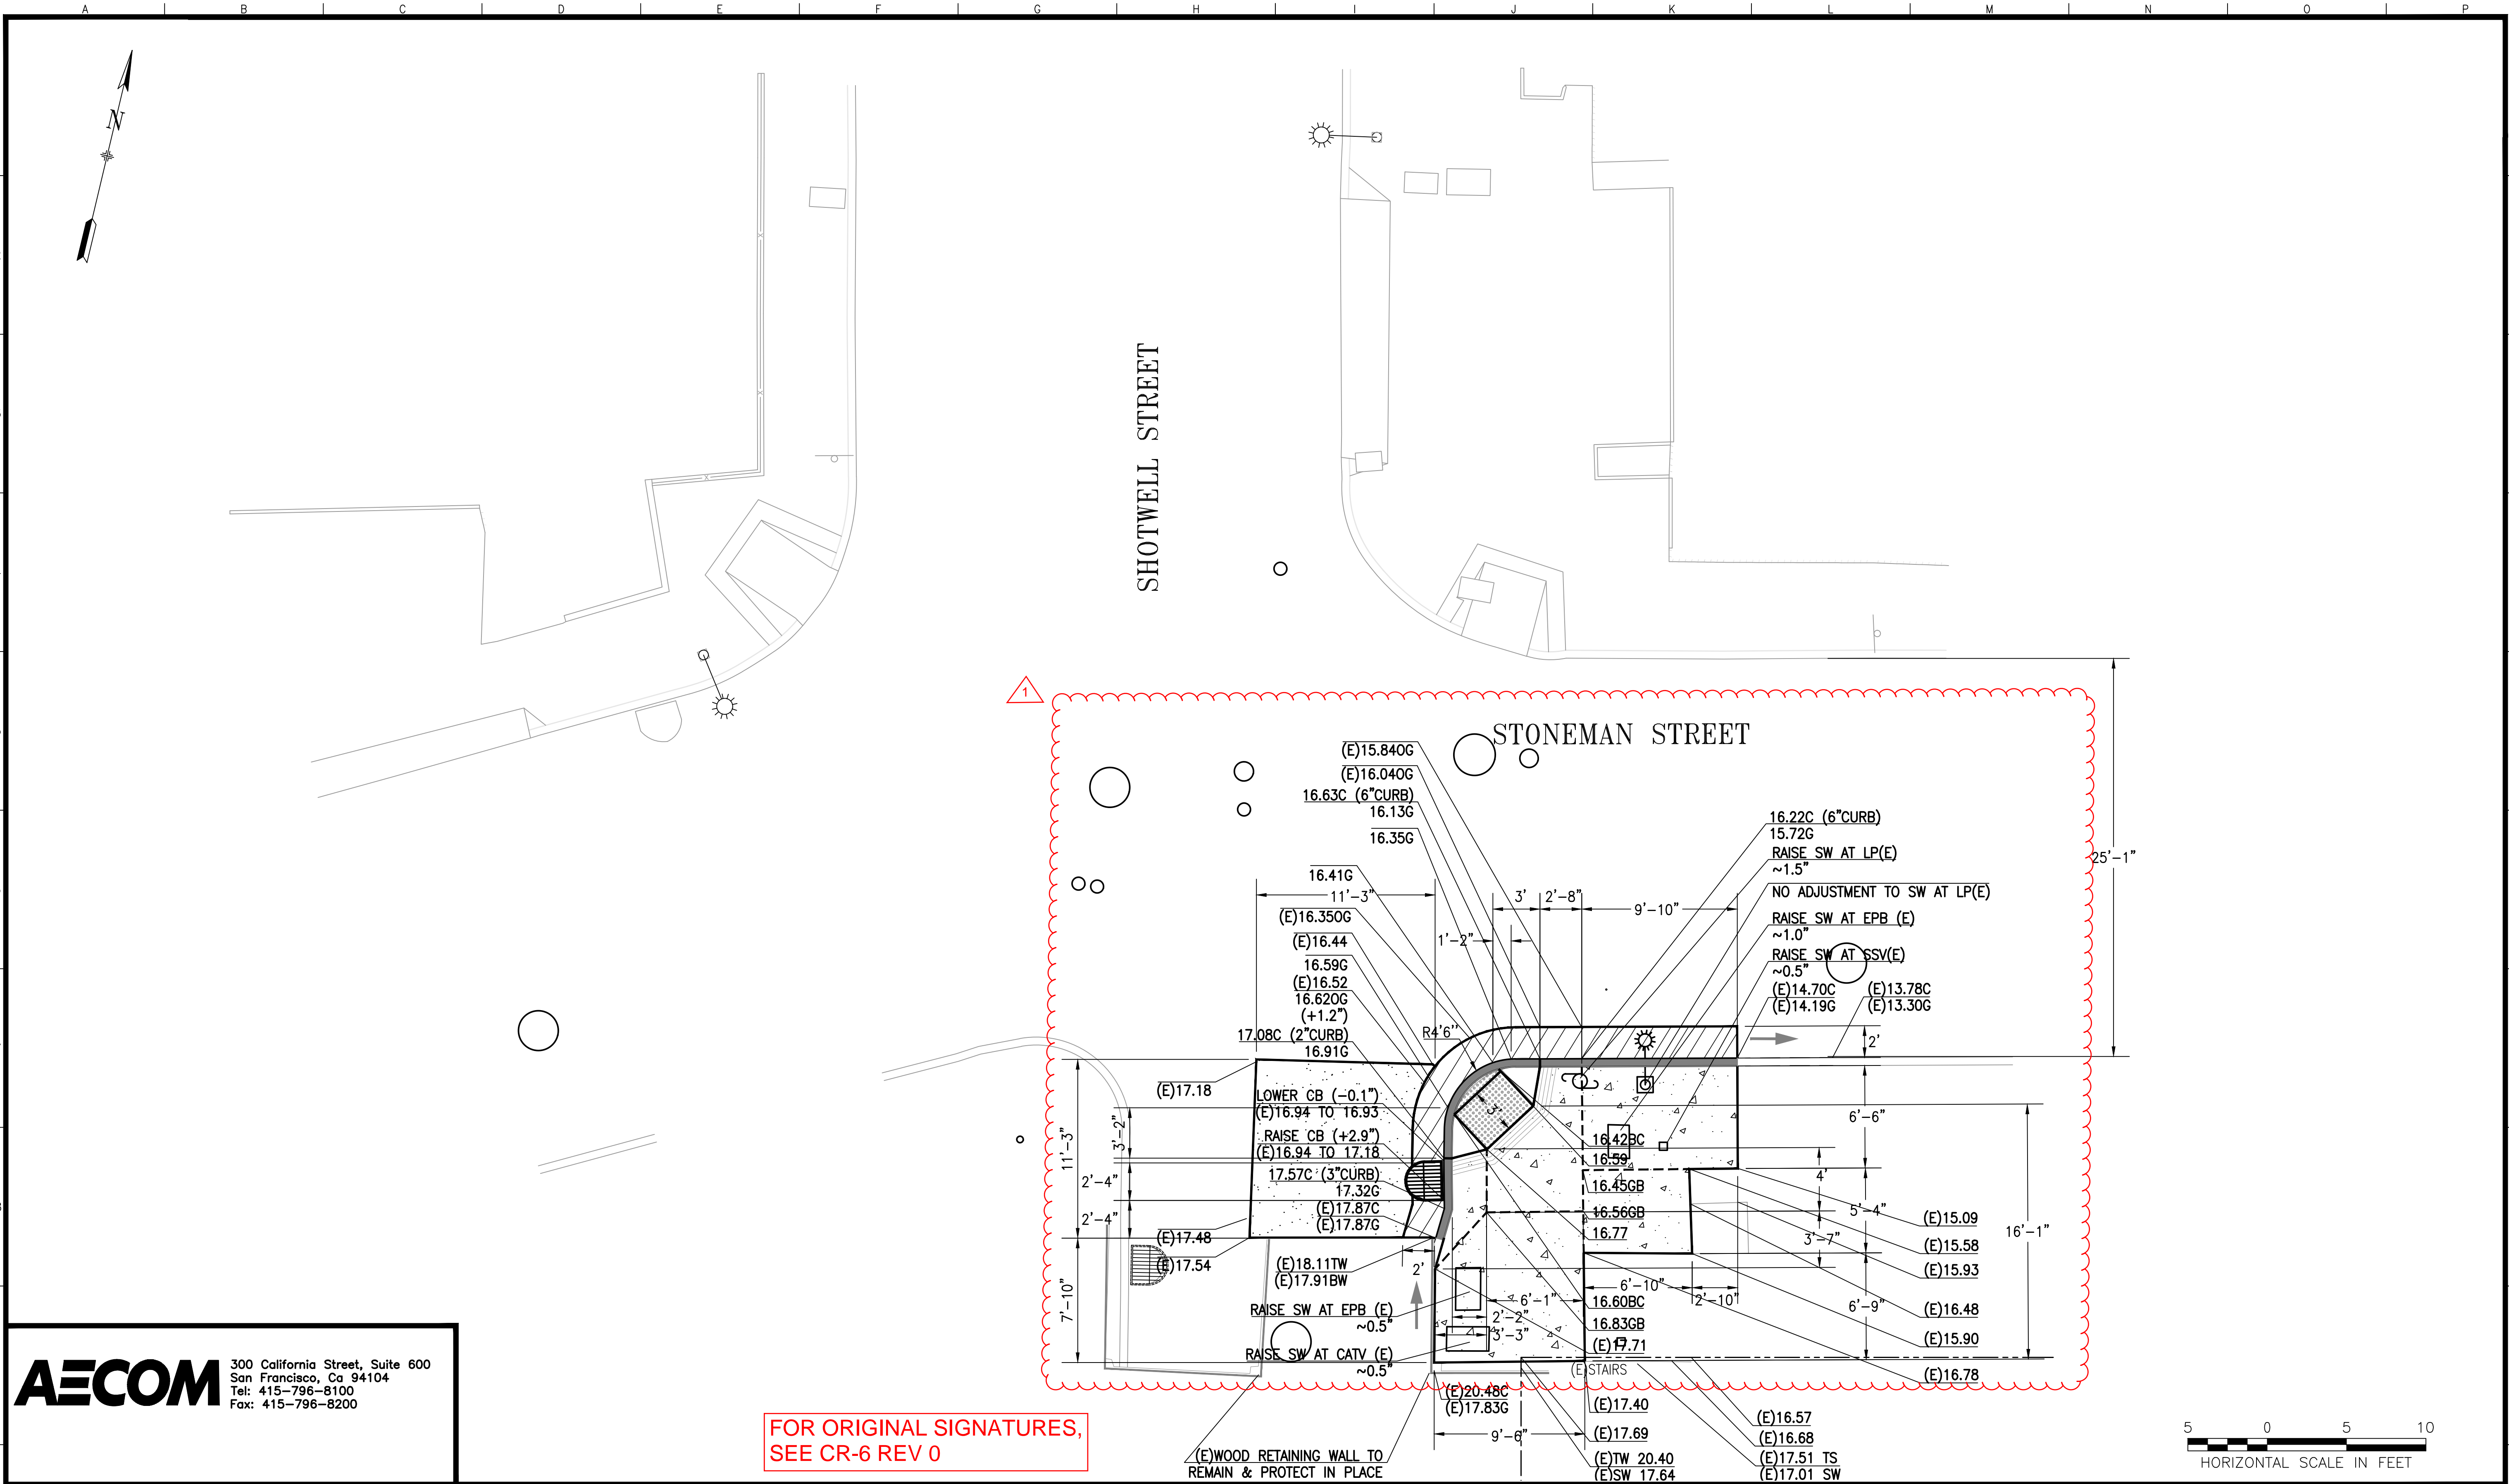 A B C D E F G H I J K L M N O P
N
SHOTWELL STREET
1
STONEMAN STREET
(E)15.84OG
(E)16.04OG
16.63C (6"CURB)
16.13G
16.35G
16.41G
11'-3"
(E)16.35OG
(E)16.44
16.59G
(E)16.52
16.62OG
(+1.2")
17.08C (2"CURB)
16.91G
(E)17.18
LOWER CB (-0.1")
(E)16.94 TO 16.93
RAISE CB (+2.9")
(E)16.94 TO 17.18
17.57C (3"CURB)
17.32G
(E)17.87C
(E)17.87G
(E)17.48
(E)17.54
(E)18.11TW
(E)17.91BW
2'
RAISE SW AT EPB (E)
~0.5"
RAISE SW AT CATV (E)
~0.5"
11'-3"
3'-2"
2'-4"
2'-4"
7'-10"
3'
2'-8"
9'-10"
1'-2"
R4'6"
3'
16.22C (6"CURB)
15.72G
RAISE SW AT LP(E)
~1.5"
NO ADJUSTMENT TO SW AT LP(E)
RAISE SW AT EPB (E)
~1.0"
RAISE SW AT SSV(E)
~0.5"
(E)14.70C
(E)14.19G
(E)13.78C
(E)13.30G
25'-1"
2'
6'-6"
4'
5'-4"
3'-7"
16'-1"
6'-9"
16.42BC
16.59
16.45GB
16.56GB
16.77
6'-10"
2'-10"
6'-1"
2'-2"
3'-3"
16.60BC
16.83GB
(E)17.71
(E)STAIRS
(E)15.09
(E)15.58
(E)15.93
(E)16.48
(E)15.90
(E)16.78
(E)20.48C
(E)17.83G
9'-6"
(E)17.40
(E)17.69
(E)TW 20.40
(E)SW 17.64
(E)16.57
(E)16.68
(E)17.51 TS
(E)17.01 SW
(E)WOOD RETAINING WALL TO
REMAIN & PROTECT IN PLACE
FOR ORIGINAL SIGNATURES,
SEE CR-6 REV 0
AECOM
300 California Street, Suite 600
San Francisco, Ca 94104
Tel: 415-796-8100
Fax: 415-796-8200
5 0 5 10
HORIZONTAL SCALE IN FEET